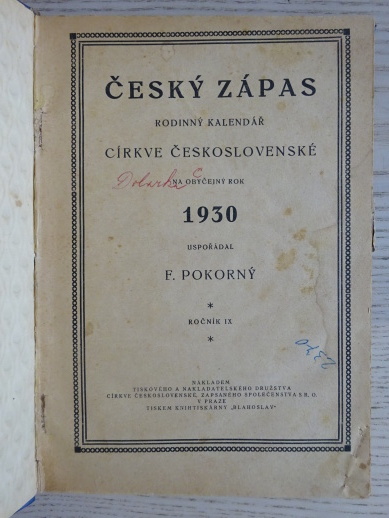 ČESKÝ ZÁPAS
RODINNÝ KALENDÁŘ
CÍRKVE ČESKOSLOVENSKÉ
NA OBYČEJNÝ ROK
1930
USPOŘÁDAL
F. POKORNÝ
*
ROČNÍK IX
*
2370
NÁKLADEM
TISKOVÉHO A NAKLADATELSKÉHO DRUŽSTVA
CÍRKVE ČESKOSLOVENSKÉ, ZAPSANÉHO SPOLEČENSTVA S R. O.
V PRAZE
TISKEM KNIHTISKÁRNY „BLAHOSLAV“